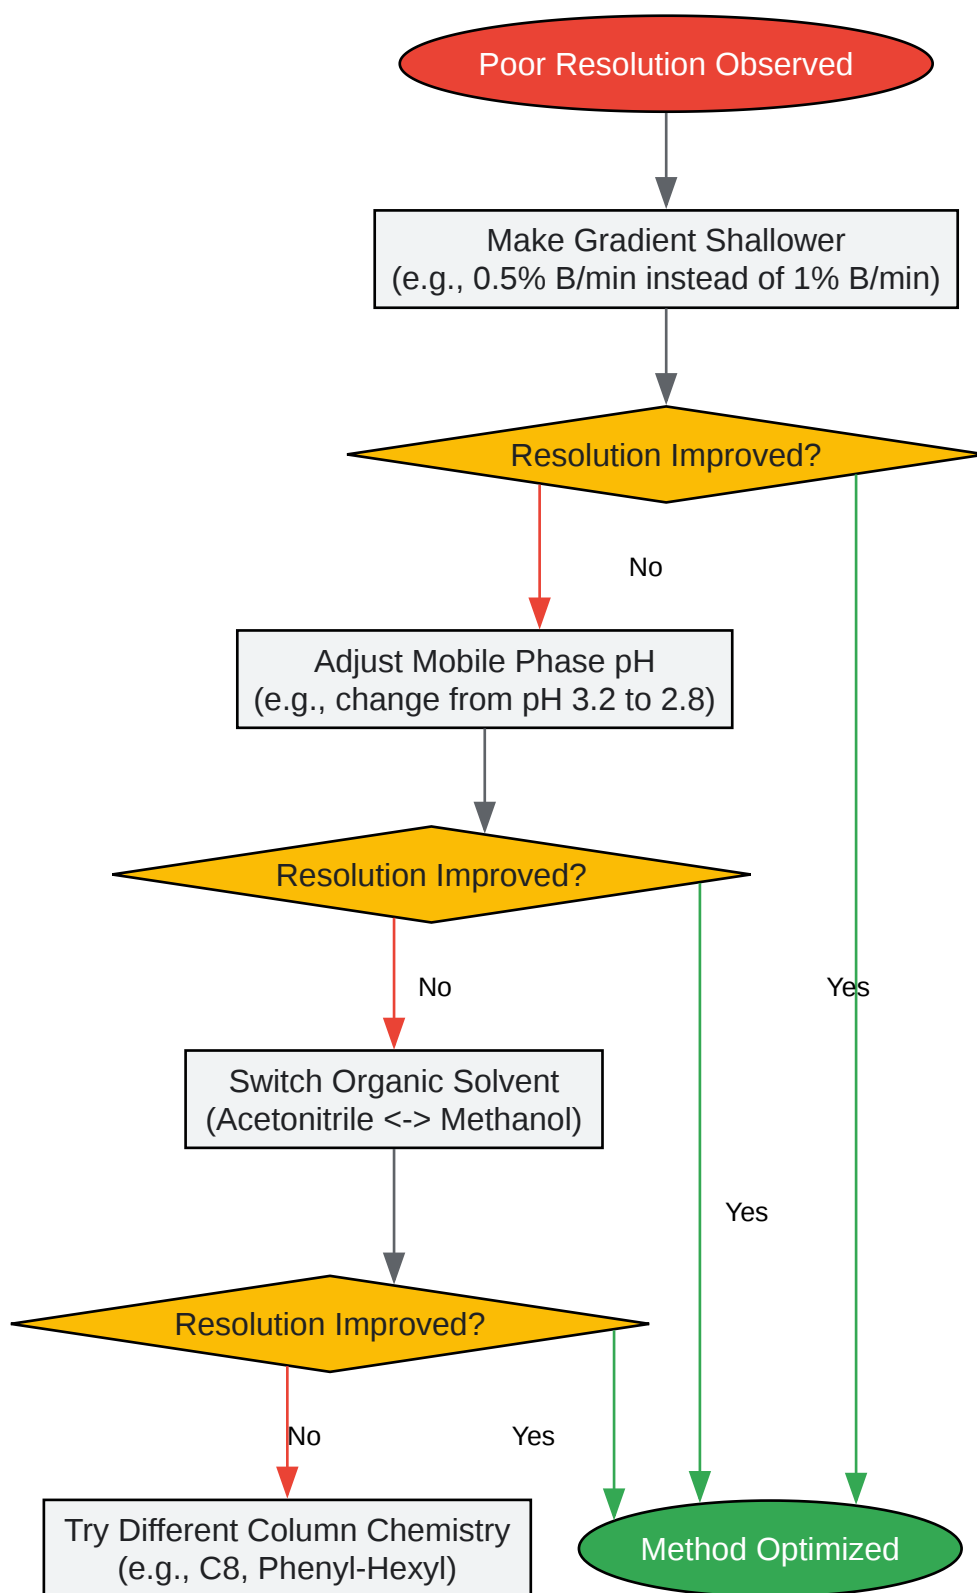 Poor Resolution Observed
Make Gradient Shallower
(e.g., 0.5% B/min instead of 1% B/min)
Resolution Improved?
No
Adjust Mobile Phase pH
(e.g., change from pH 3.2 to 2.8)
Resolution Improved?
No
Yes
Switch Organic Solvent
(Acetonitrile <-> Methanol)
Yes
Resolution Improved?
No
Yes
Try Different Column Chemistry
(e.g., C8, Phenyl-Hexyl)
Method Optimized